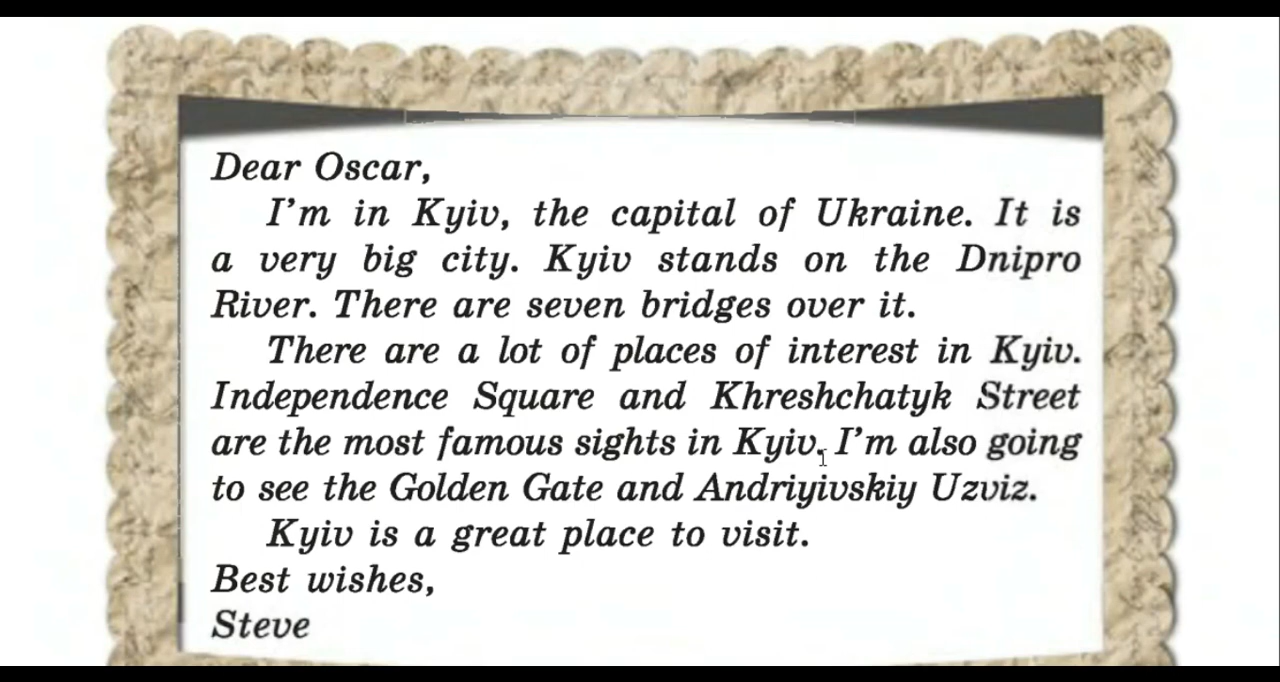 Dear Oscar,
I'm in Kyiv, the capital of Ukraine. It is
a very big city. Kyiv stands on the Dnipro
River. There are seven bridges over it.
There are a lot of places of interest in Kyiv.
Independence Square and Khreshchatyk Street
are the most famous sights in Kyiv. I'm also going
to see the Golden Gate and Andriyivskiy Uzviz.
Kyiv is a great place to visit.
Best wishes,
Steve